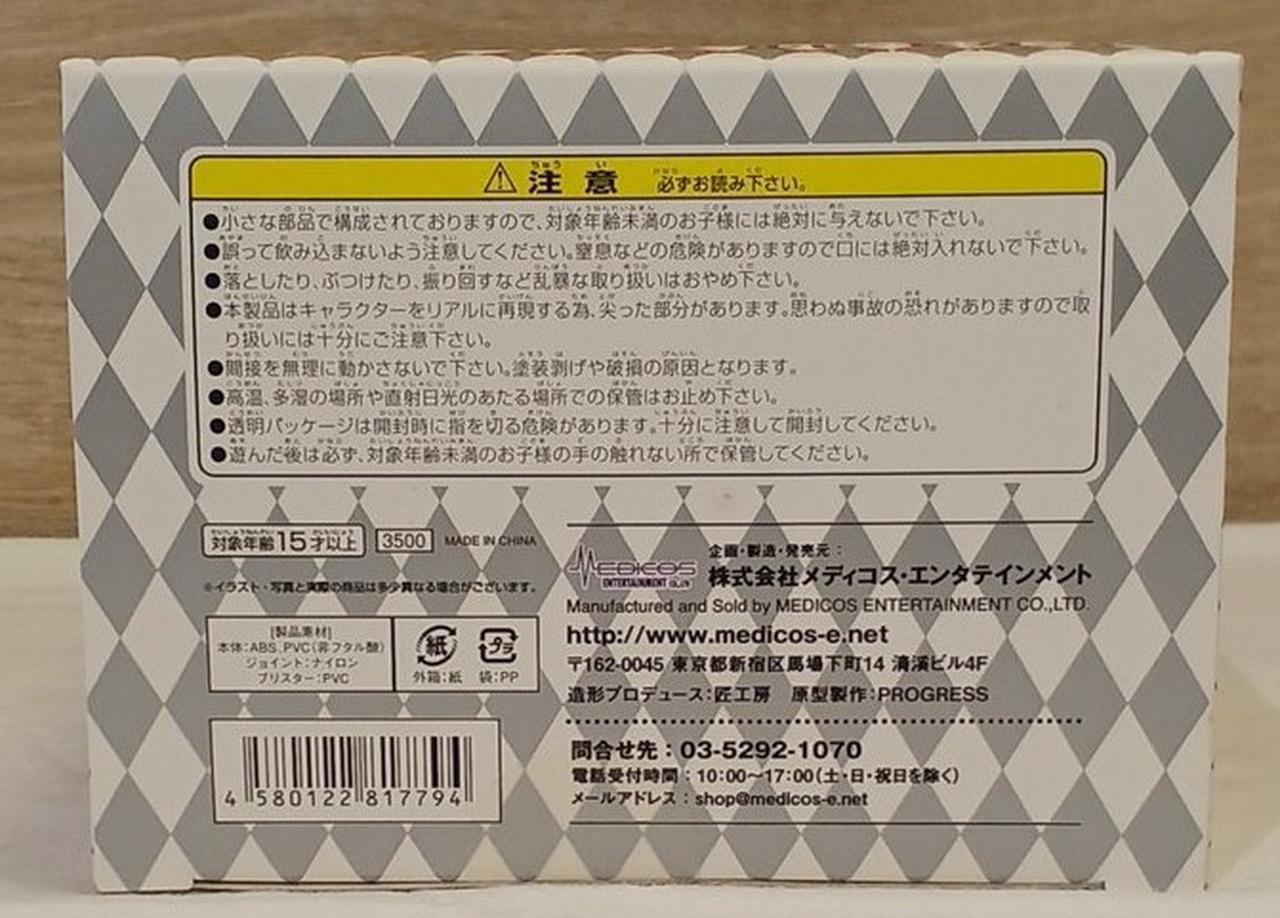 ⚠注意 必ずお読み下さい。
●小さな部品で構成されておりますので、対象年齢未満のお子様には絶対に与えないで下さい。
●誤って飲み込まないよう注意してください。窒息などの危険がありますので口には絶対入れないで下さい。
●落としたり、ぶつけたり、振り回すなど乱暴な取り扱いはおやめ下さい。
●本製品はキャラクターをリアルに再現する為、尖った部分があります。思わぬ事故の恐れがありますので取
り扱いには十分にご注意下さい。
●間接を無理に動かさないで下さい。塗装剥げや破損の原因となります。
●高温、多湿の場所や直射日光のあたる場所での保管はお止め下さい。
●透明パッケージは開封時に指を切る危険があります。十分に注意して開封してください。
●遊んだ後は必ず、対象年齢未満のお子様の手の触れない所で保管してください。
対象年齢15才以上 3500 MADE IN CHINA
※イラスト・写真と実際の商品は多少異なる場合がございます。
[製品素材]
本体:ABS、PVC(非フタル酸)
ジョイント:ナイロン
ブリスター:PVC
紙 プラ
外箱:紙 袋:PP
4 580122 817794
MEDICOS
ENTERTAINMENT CO.,LTD
企画・製造・発売元:
株式会社メディコス・エンタテインメント
Manufactured and Sold by MEDICOS ENTERTAINMENT CO.,LTD.
http://www.medicos-e.net
〒162-0045 東京都新宿区馬場下町14 清溪ビル4F
造形プロデュース:匠工房 原型製作:PROGRESS
問合せ先:03-5292-1070
電話受付時間:10:00〜17:00(土・日・祝日を除く)
メールアドレス:shop@medicos-e.net